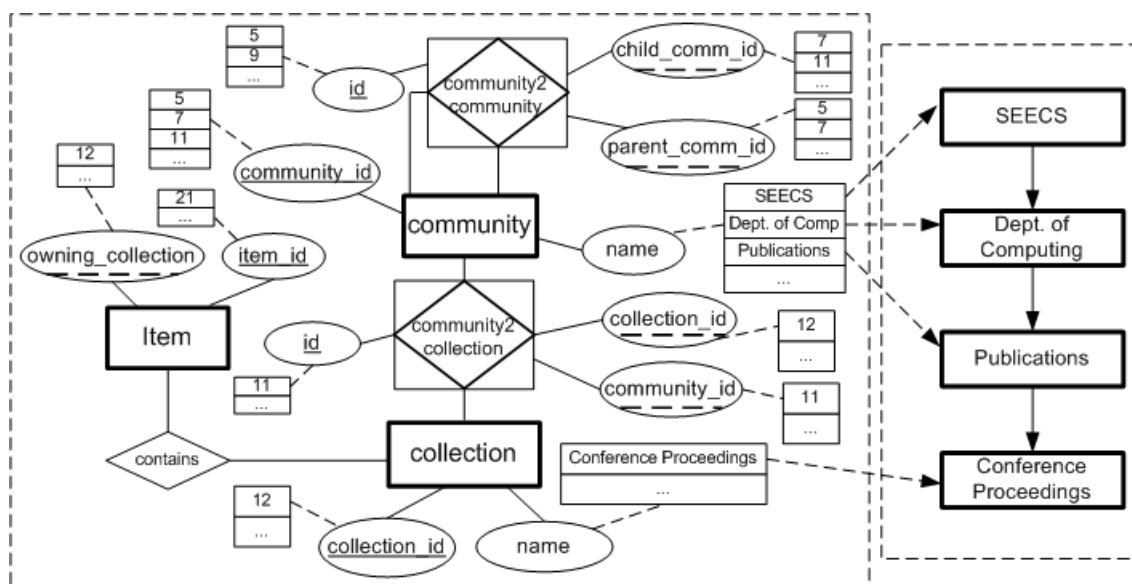 5
9
...
id
community2
community
child_comm_id
7
11
...
parent_comm_id
5
7
...
5
7
11
...
community_id
12
...
owning_collection
21
...
item_id
community
name
SEECS
Dept. of Comp
Publications
...
Item
id
11
...
community2
collection
collection_id
12
...
community_id
11
...
contains
collection
Conference Proceedings
...
12
...
collection_id
name
SEECS
Dept. of
Computing
Publications
Conference
Proceedings